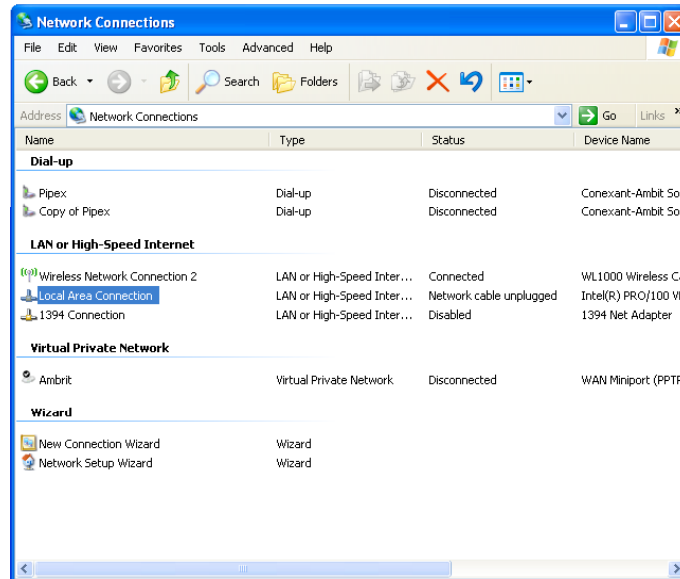 Network Connections
File Edit View Favorites Tools Advanced Help
Back Search Folders
Address Network Connections Go Links »
Name Type Status Device Name
Dial-up
Pipex Dial-up Disconnected Conexant-Ambit So
Copy of Pipex Dial-up Disconnected Conexant-Ambit So
LAN or High-Speed Internet
Wireless Network Connection 2 LAN or High-Speed Inter... Connected WL1000 Wireless Ca
Local Area Connection LAN or High-Speed Inter... Network cable unplugged Intel(R) PRO/100 VE
1394 Connection LAN or High-Speed Inter... Disabled 1394 Net Adapter
Virtual Private Network
Ambrit Virtual Private Network Disconnected WAN Miniport (PPTP
Wizard
New Connection Wizard Wizard
Network Setup Wizard Wizard